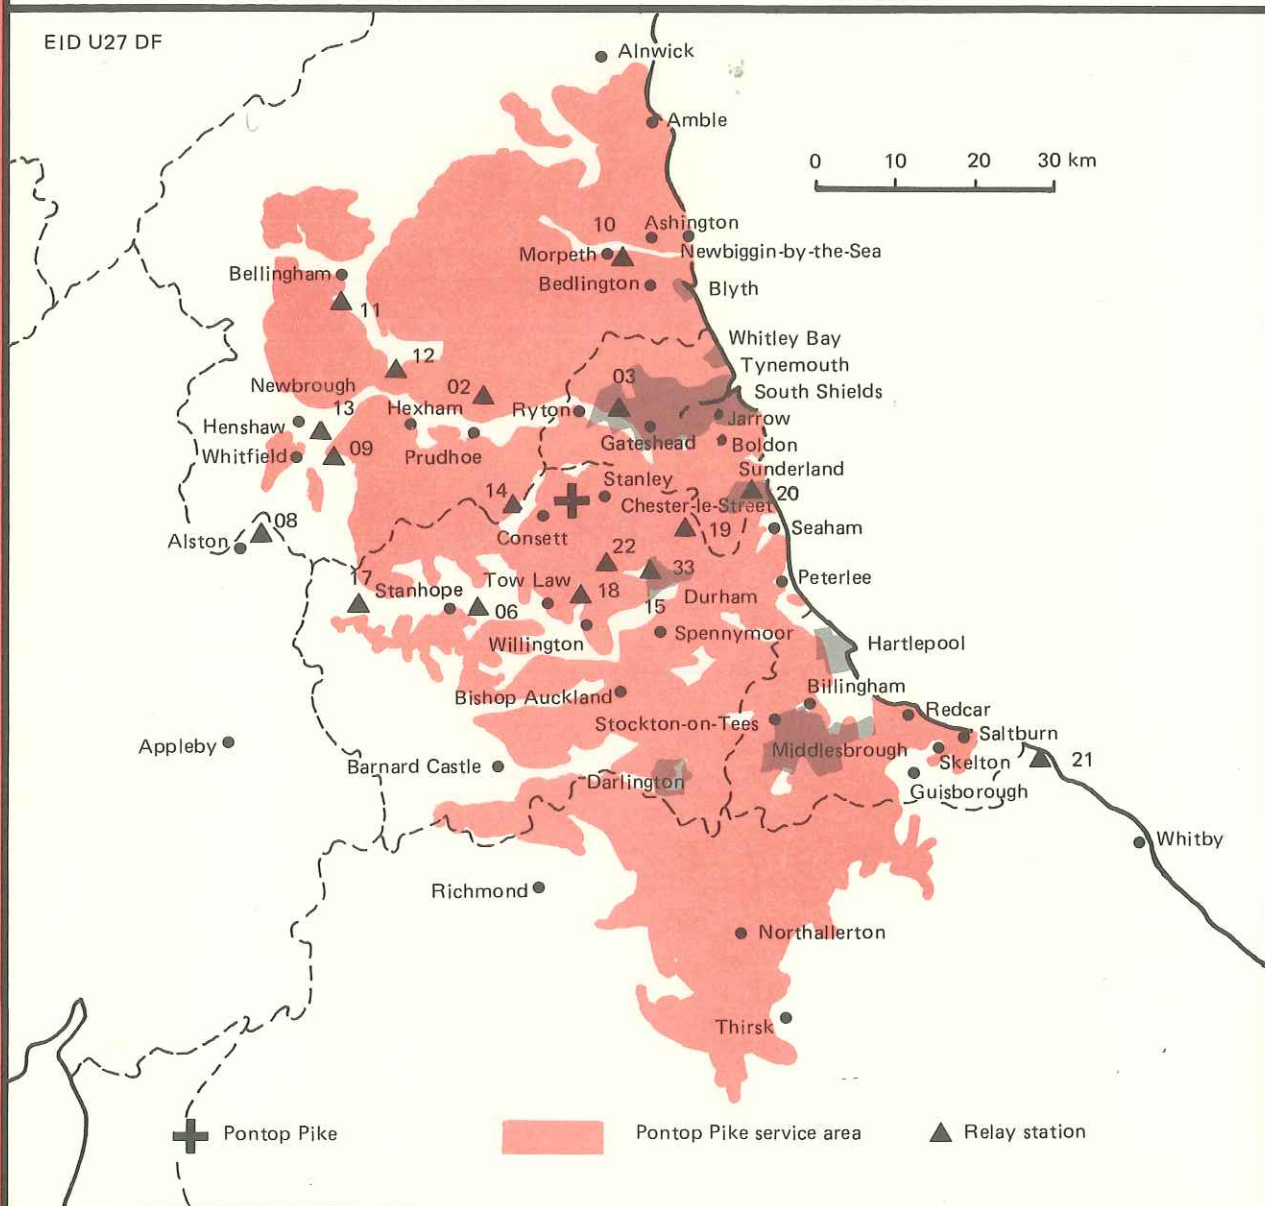 EID U27 DF
Alnwick
Amble
0 10 20 30 km
10
Ashington
Morpeth
Newbiggin-by-the-Sea
Bellingham
Bedlington
Blyth
11
Whitley Bay
12
Tynemouth
03
Newbrough
02
South Shields
13
Hexham
Ryton
Jarrow
Henshaw
Gateshead
Boldon
Whitfield
09
Prudhoe
Sunderland
Stanley
14
20
Chester-le-Street
08
19
Seaham
Alston
Consett
22
33
17
Tow Law
Peterlee
Stanhope
18
Durham
06
15
Willington
Spennymoor
Hartlepool
Billingham
Bishop Auckland
Redcar
Stockton-on-Tees
Saltburn
Appleby
Middlesbrough
Skelton
21
Barnard Castle
Darlington
Guisborough
Whitby
Richmond
Northallerton
Thirsk
Pontop Pike
Pontop Pike service area
Relay station